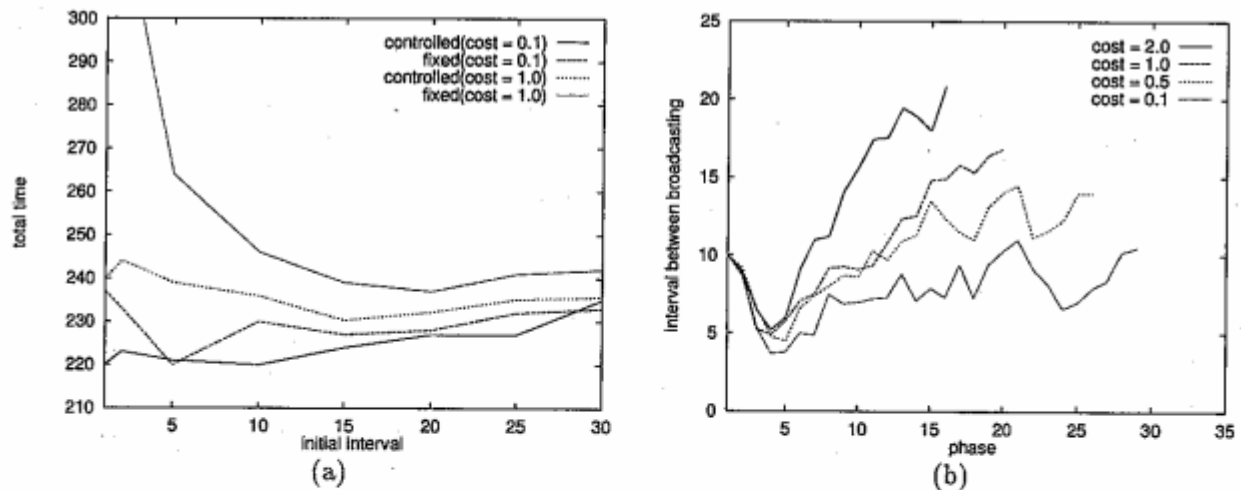 300
290
280
270
260
250
240
230
220
210
total time
controlled(cost = 0.1)
fixed(cost = 0.1)
controlled(cost = 1.0)
fixed(cost = 1.0)
5 10 15 20 25 30
initial interval
(a)
25
20
15
10
5
0
interval between broadcasting
cost = 2.0
cost = 1.0
cost = 0.5
cost = 0.1
5 10 15 20 25 30 35
phase
(b)